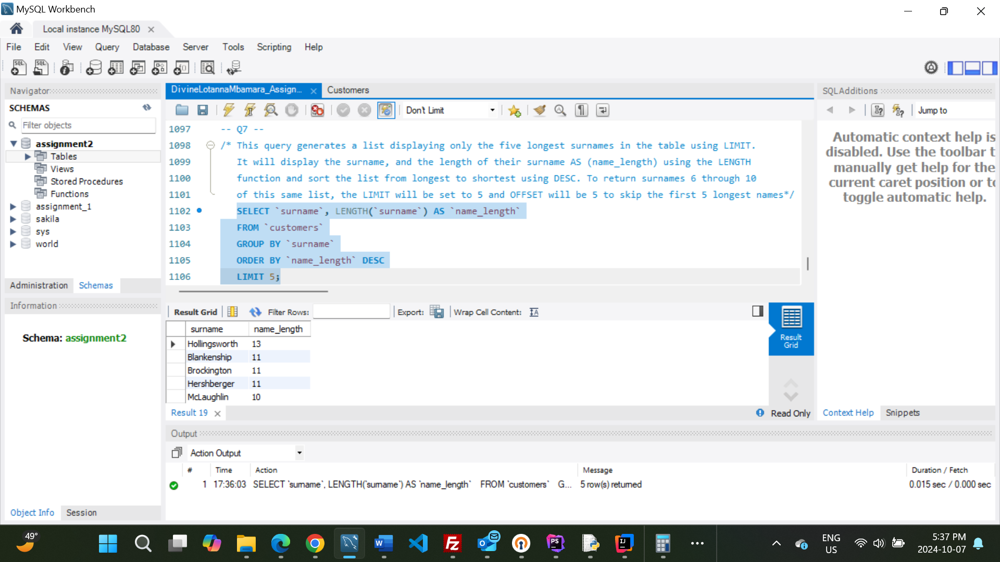 MySQL Workbench
Local instance MySQL80
File Edit View Query Database Server Tools Scripting Help
Navigator
SCHEMAS
Filter objects
assignment2
Tables
Views
Stored Procedures
Functions
assignment_1
sakila
sys
world
Administration Schemas
Information
Schema: assignment2
Object Info Session
DivineLotannaMbamara_Assign... Customers
Don't Limit
1097 -- Q7 --
1098 /* This query generates a list displaying only the five longest surnames in the table using LIMIT.
1099 It will display the surname, and the length of their surname AS (name_length) using the LENGTH
1100 function and sort the list from longest to shortest using DESC. To return surnames 6 through 10
1101 of this same list, the LIMIT will be set to 5 and OFFSET will be 5 to skip the first 5 longest names*/
1102 SELECT `surname`, LENGTH(`surname`) AS `name_length`
1103 FROM `customers`
1104 GROUP BY `surname`
1105 ORDER BY `name_length` DESC
1106 LIMIT 5;
Result Grid Filter Rows: Export: Wrap Cell Content:
surname name_length
Hollingsworth 13
Blankenship 11
Brockington 11
Hershberger 11
McLaughlin 10
Result Grid
Result 19
Read Only
SQLAdditions
Jump to
Automatic context help is
disabled. Use the toolbar t
manually get help for the
current caret position or to
toggle automatic help.
Context Help Snippets
Output
Action Output
# Time Action Message Duration / Fetch
1 17:36:03 SELECT `surname`, LENGTH(`surname`) AS `name_length` FROM `customers` G... 5 row(s) returned 0.015 sec / 0.000 sec
49°
ENG
US
5:37 PM
2024-10-07